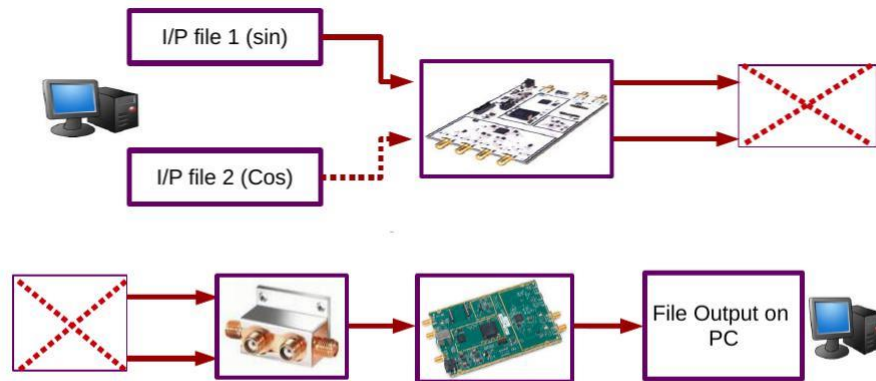 I/P file 1 (sin)
I/P file 2 (Cos)
File Output on
PC